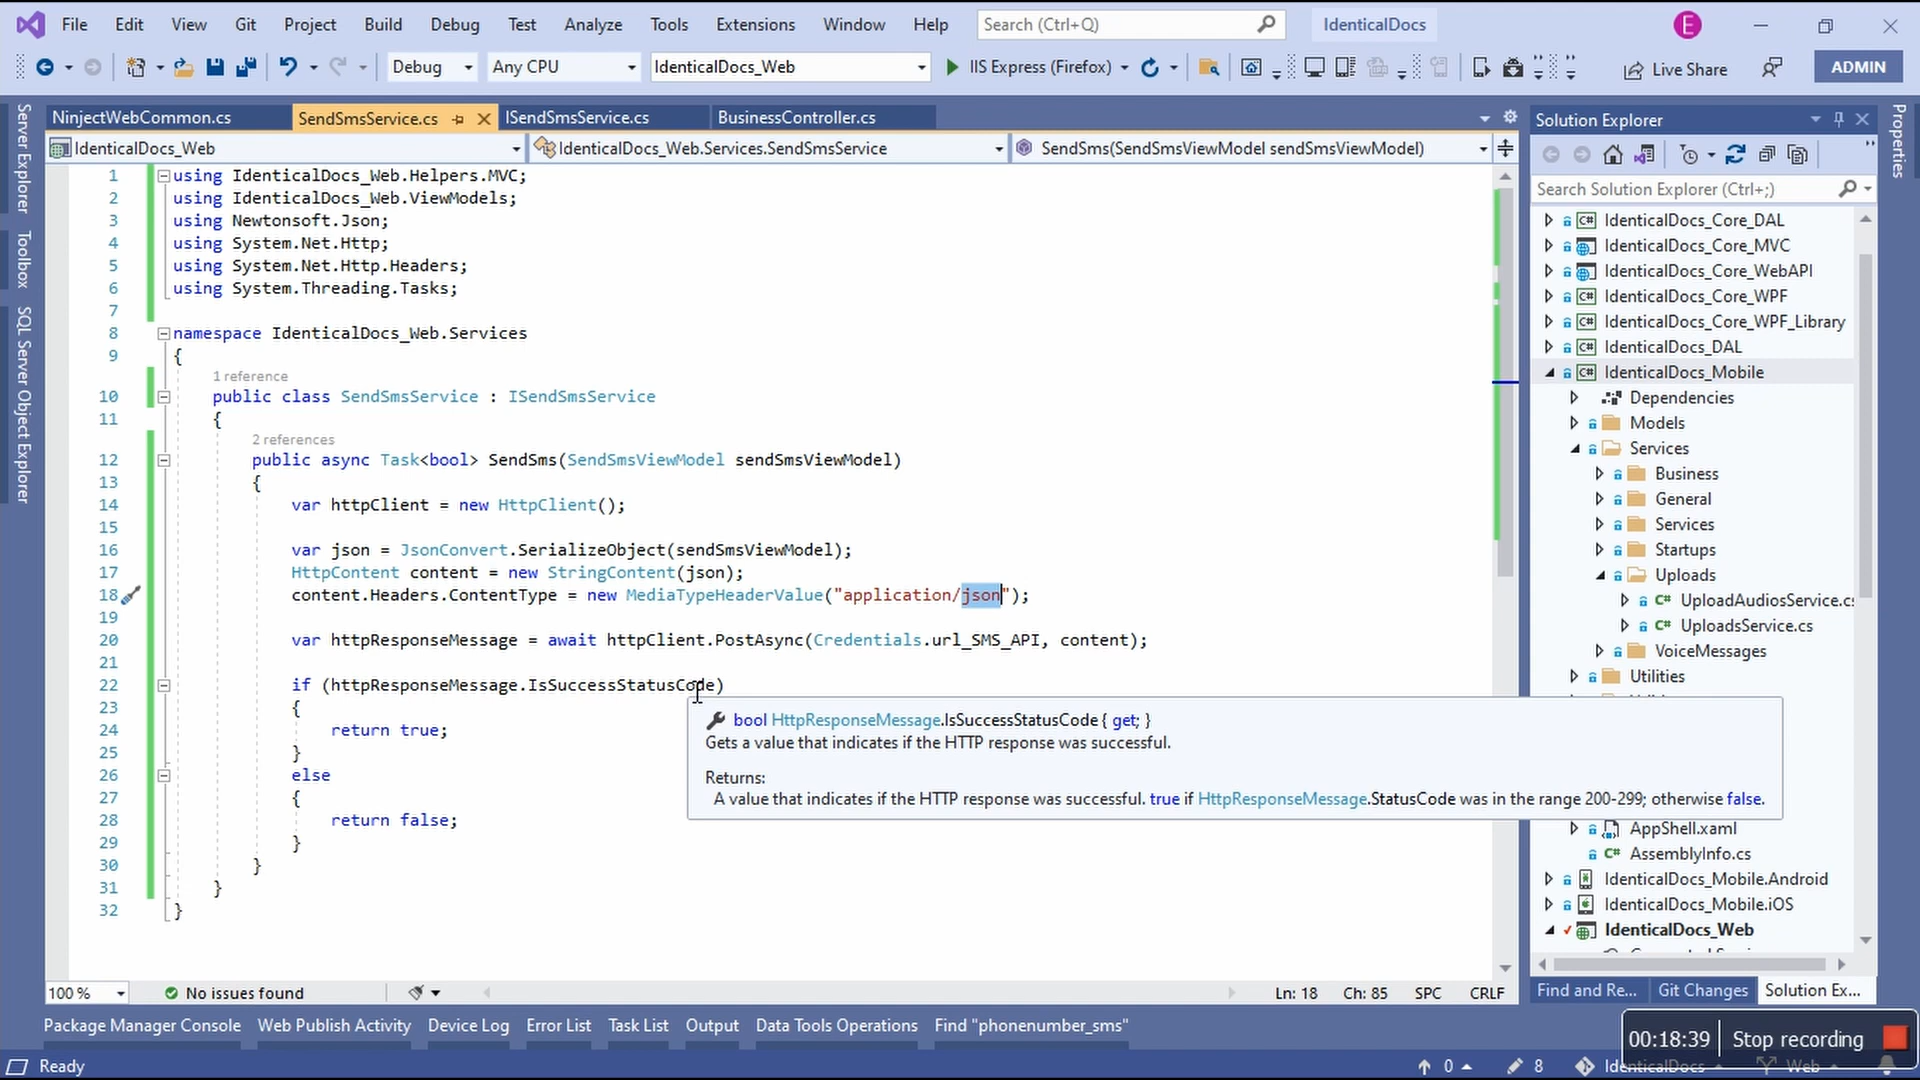 File Edit View Git Project Build Debug Test Analyze Tools Extensions Window Help Search (Ctrl+Q) IdenticalDocs E
Debug Any CPU IdenticalDocs_Web IIS Express (Firefox) Live Share ADMIN
NinjectWebCommon.cs SendSmsService.cs ISendSmsService.cs BusinessController.cs
IdenticalDocs_Web IdenticalDocs_Web.Services.SendSmsService SendSms(SendSmsViewModel sendSmsViewModel)
Server Explorer
Toolbox
SQL Server Object Explorer
1 using IdenticalDocs_Web.Helpers.MVC;
2 using IdenticalDocs_Web.ViewModels;
3 using Newtonsoft.Json;
4 using System.Net.Http;
5 using System.Net.Http.Headers;
6 using System.Threading.Tasks;
7
8 namespace IdenticalDocs_Web.Services
9 {
1 reference
10 public class SendSmsService : ISendSmsService
11 {
2 references
12 public async Task<bool> SendSms(SendSmsViewModel sendSmsViewModel)
13 {
14 var httpClient = new HttpClient();
15
16 var json = JsonConvert.SerializeObject(sendSmsViewModel);
17 HttpContent content = new StringContent(json);
18 content.Headers.ContentType = new MediaTypeHeaderValue("application/json");
19
20 var httpResponseMessage = await httpClient.PostAsync(Credentials.url_SMS_API, content);
21
22 if (httpResponseMessage.IsSuccessStatusCode)
23 {
24 return true;
25 }
26 else
27 {
28 return false;
29 }
30 }
31 }
32 }
bool HttpResponseMessage.IsSuccessStatusCode { get; }
Gets a value that indicates if the HTTP response was successful.
Returns:
A value that indicates if the HTTP response was successful. true if HttpResponseMessage.StatusCode was in the range 200-299; otherwise false.
Solution Explorer
Search Solution Explorer (Ctrl+;)
IdenticalDocs_Core_DAL
IdenticalDocs_Core_MVC
IdenticalDocs_Core_WebAPI
IdenticalDocs_Core_WPF
IdenticalDocs_Core_WPF_Library
IdenticalDocs_DAL
IdenticalDocs_Mobile
Dependencies
Models
Services
Business
General
Services
Startups
Uploads
UploadAudiosService.cs
UploadsService.cs
VoiceMessages
Utilities
AppShell.xaml
AssemblyInfo.cs
IdenticalDocs_Mobile.Android
IdenticalDocs_Mobile.iOS
IdenticalDocs_Web
Properties
100 % No issues found Ln: 18 Ch: 85 SPC CRLF
Find and Re... Git Changes Solution Ex...
Package Manager Console Web Publish Activity Device Log Error List Task List Output Data Tools Operations Find "phonenumber_sms"
00:18:39 Stop recording
Ready 0 8 IdenticalDocs Web